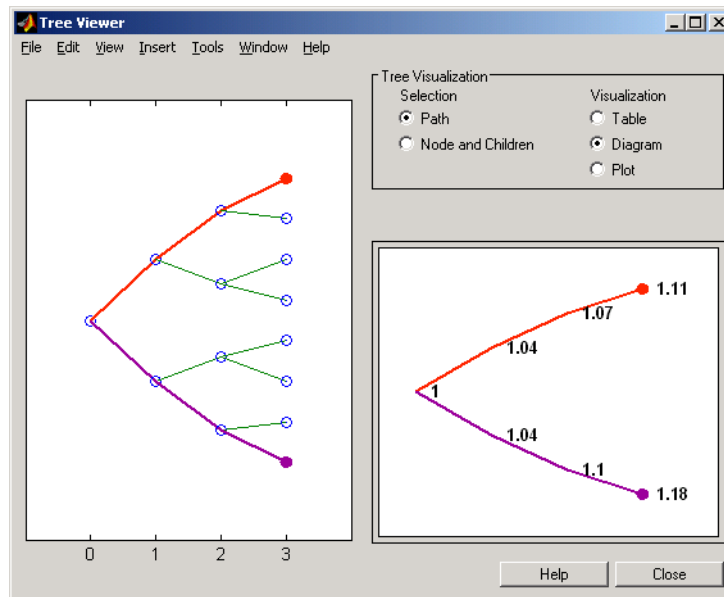 Tree Viewer
File Edit View Insert Tools Window Help
Tree Visualization
Selection
Path
Node and Children
Visualization
Table
Diagram
Plot
0 1 2 3
1.11
1.07
1.04
1
1.04
1.1
1.18
Help Close